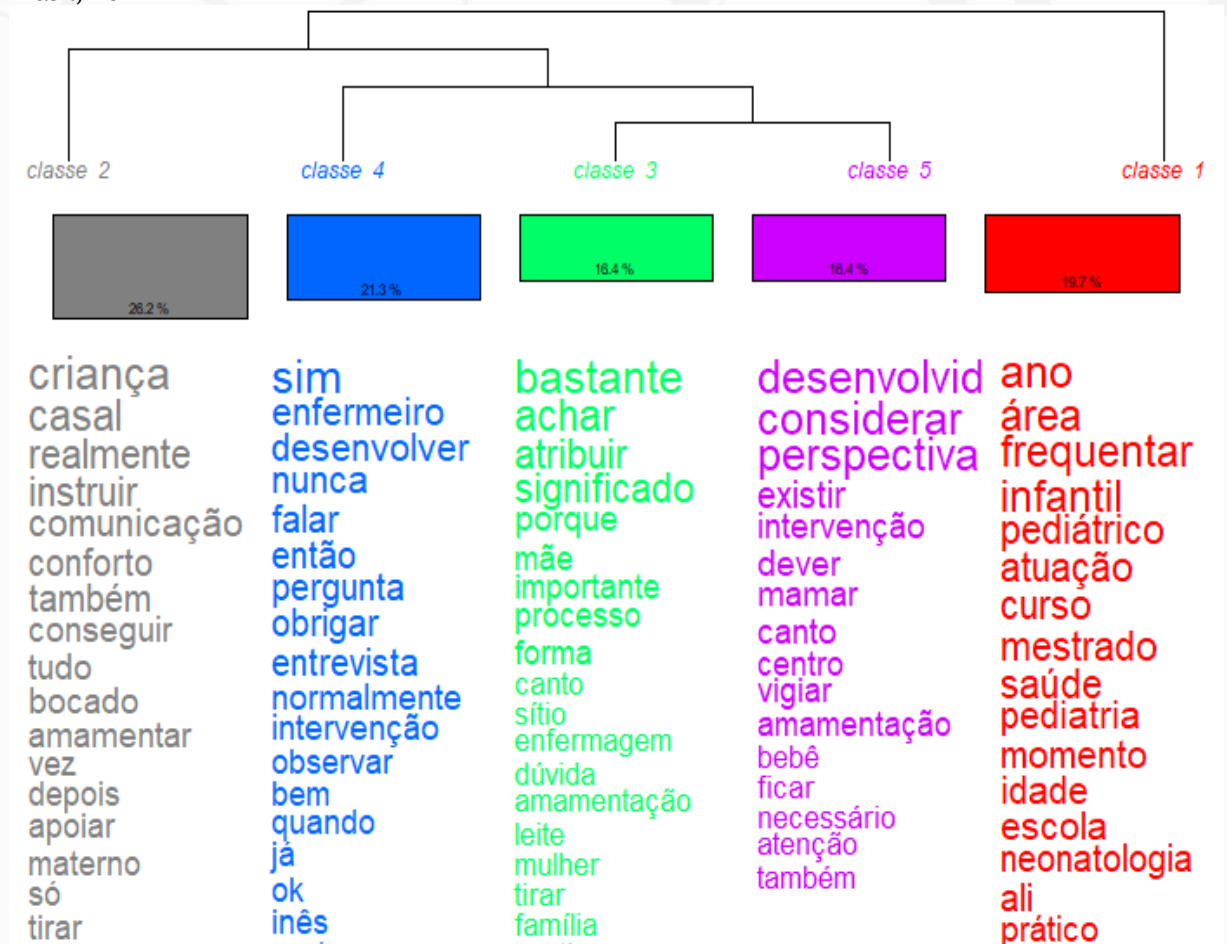 classe 2
classe 4
classe 3
classe 5
classe 1
26.2 %
21.3 %
16.4 %
16.4 %
19.7 %
criança
casal
realmente
instruir
comunicação
conforto
também
conseguir
tudo
bocado
amamentar
vez
depois
apoiar
materno
só
tirar
sim
enfermeiro
desenvolver
nunca
falar
então
pergunta
obrigar
entrevista
normalmente
intervenção
observar
bem
quando
já
ok
inês
bastante
achar
atribuir
significado
porque
mãe
importante
processo
forma
canto
sítio
enfermagem
dúvida
amamentação
leite
mulher
tirar
família
desenvolvid
considerar
perspectiva
existir
intervenção
dever
mamar
canto
centro
vigiar
amamentação
bebê
ficar
necessário
atenção
também
ano
área
frequentar
infantil
pediátrico
atuação
curso
mestrado
saúde
pediatria
momento
idade
escola
neonatologia
ali
prático